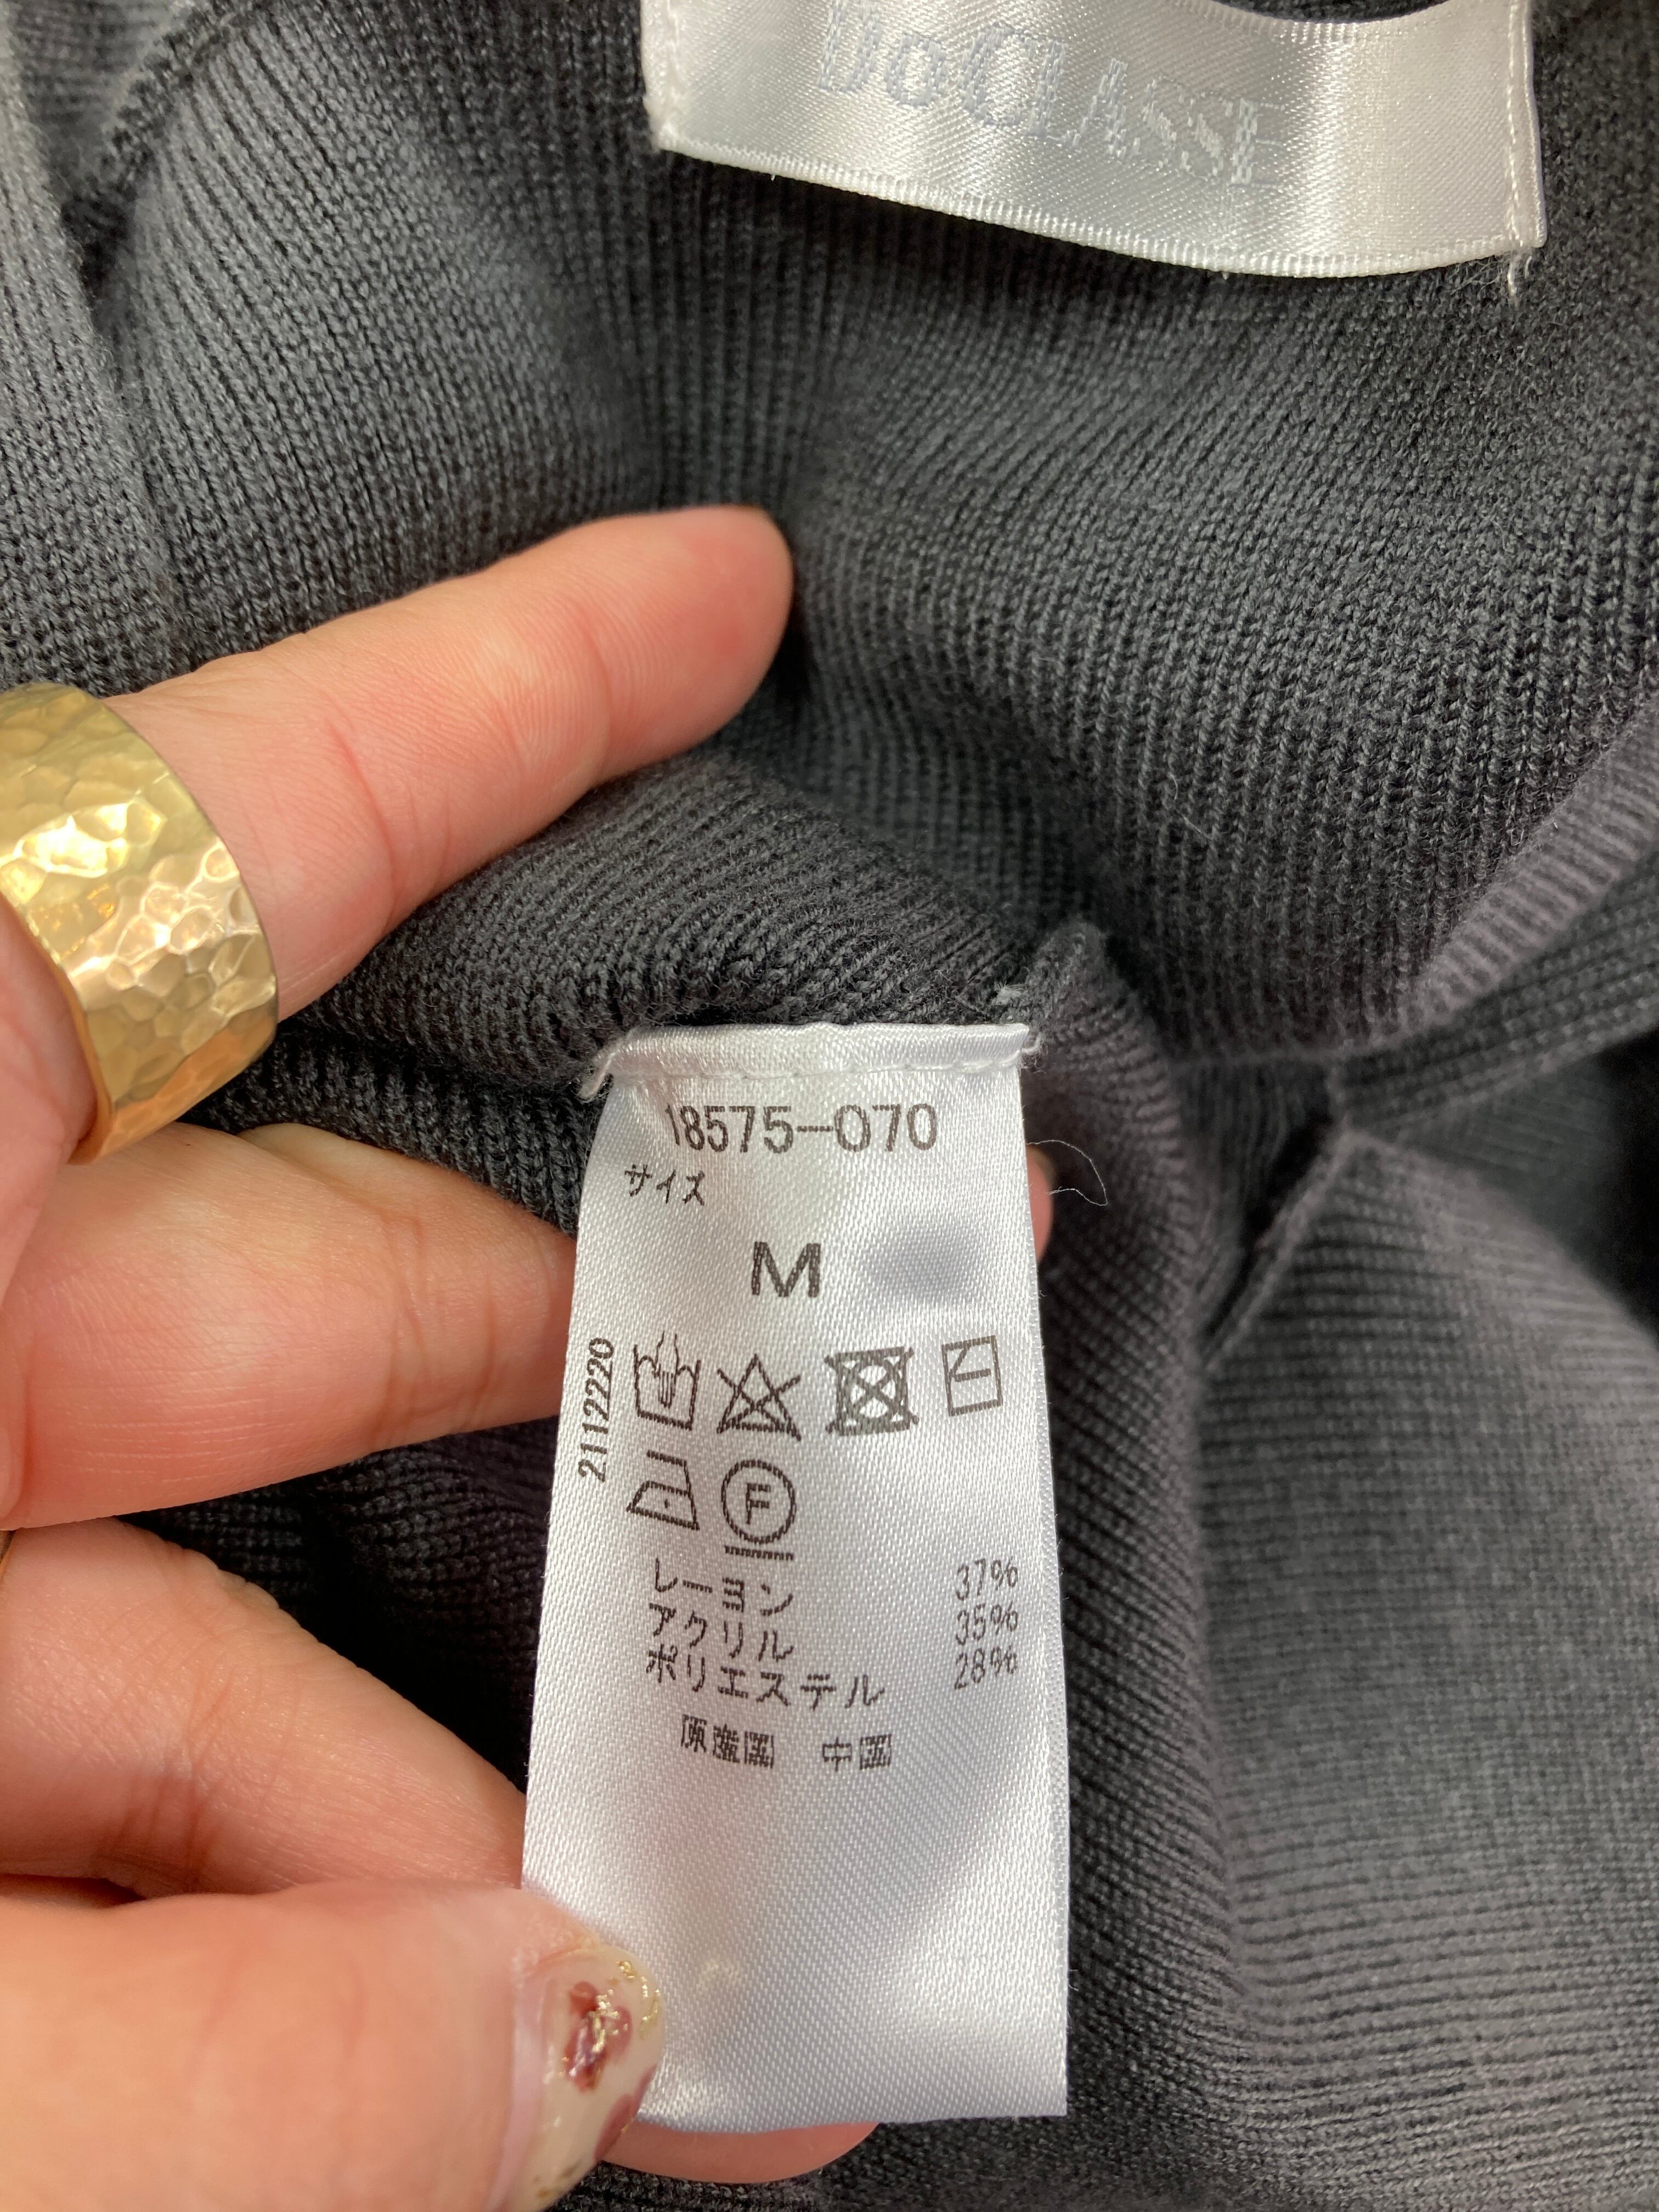 DoCLASSE
18575-070
サイズ
M
2112220
F
レーヨン 37%
アクリル 35%
ポリエステル 28%
原産国 中国